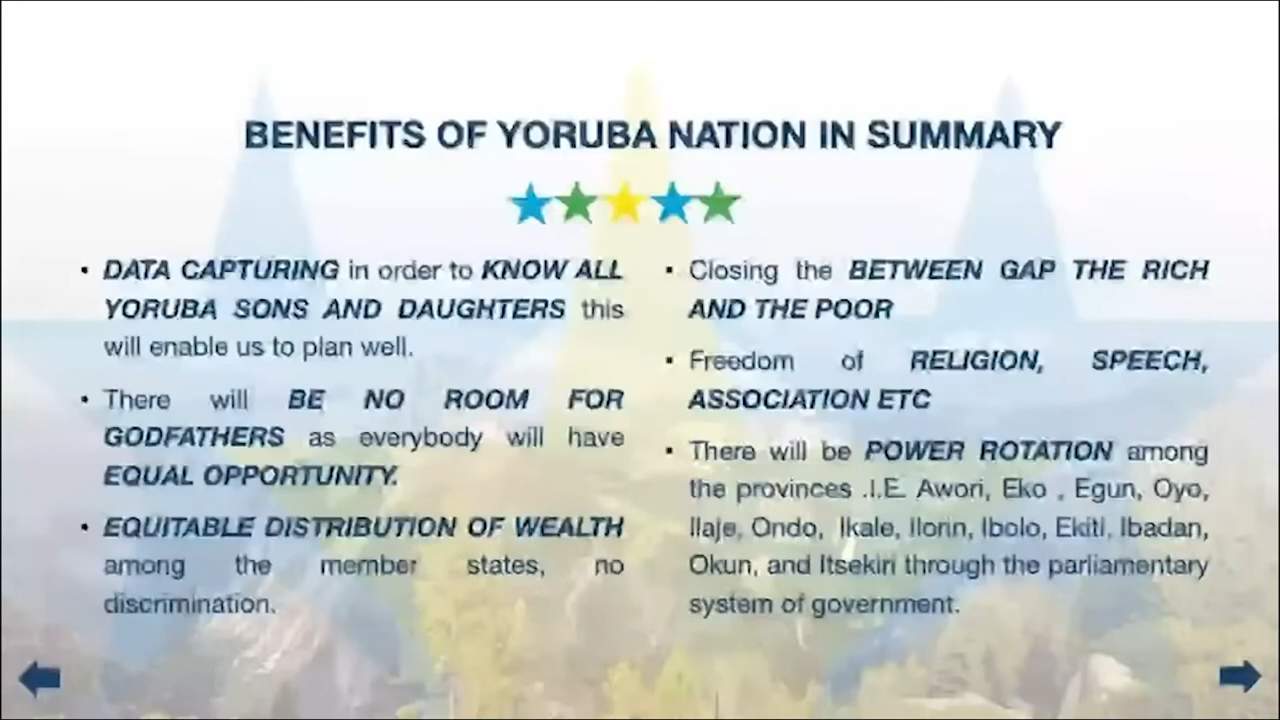 BENEFITS OF YORUBA NATION IN SUMMARY
• DATA CAPTURING in order to KNOW ALL
YORUBA SONS AND DAUGHTERS this
will enable us to plan well.
• There will BE NO ROOM FOR
GODFATHERS as everybody will have
EQUAL OPPORTUNITY.
• EQUITABLE DISTRIBUTION OF WEALTH
among the member states, no
discrimination.
• Closing the BETWEEN GAP THE RICH
AND THE POOR
• Freedom of RELIGION, SPEECH,
ASSOCIATION ETC
• There will be POWER ROTATION among
the provinces .I.E. Awori, Eko , Egun, Oyo,
Ilaje, Ondo, Ikale, Ilorin, Ibolo, Ekiti, Ibadan,
Okun, and Itsekiri through the parliamentary
system of government.